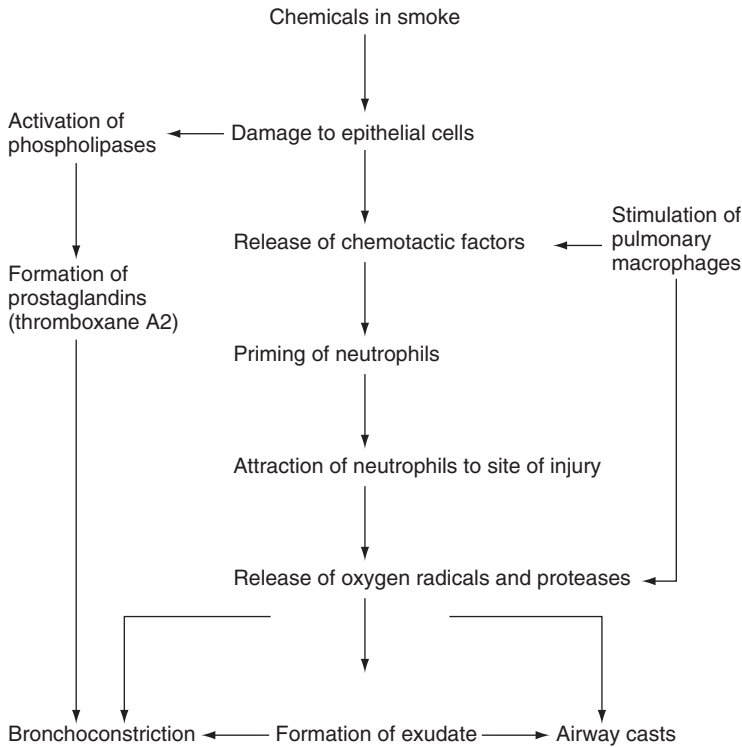 Chemicals in smoke
Activation of
phospholipases
Damage to epithelial cells
Stimulation of
pulmonary
macrophages
Release of chemotactic factors
Formation of
prostaglandins
(thromboxane A2)
Priming of neutrophils
Attraction of neutrophils to site of injury
Release of oxygen radicals and proteases
Bronchoconstriction
Formation of exudate
Airway casts